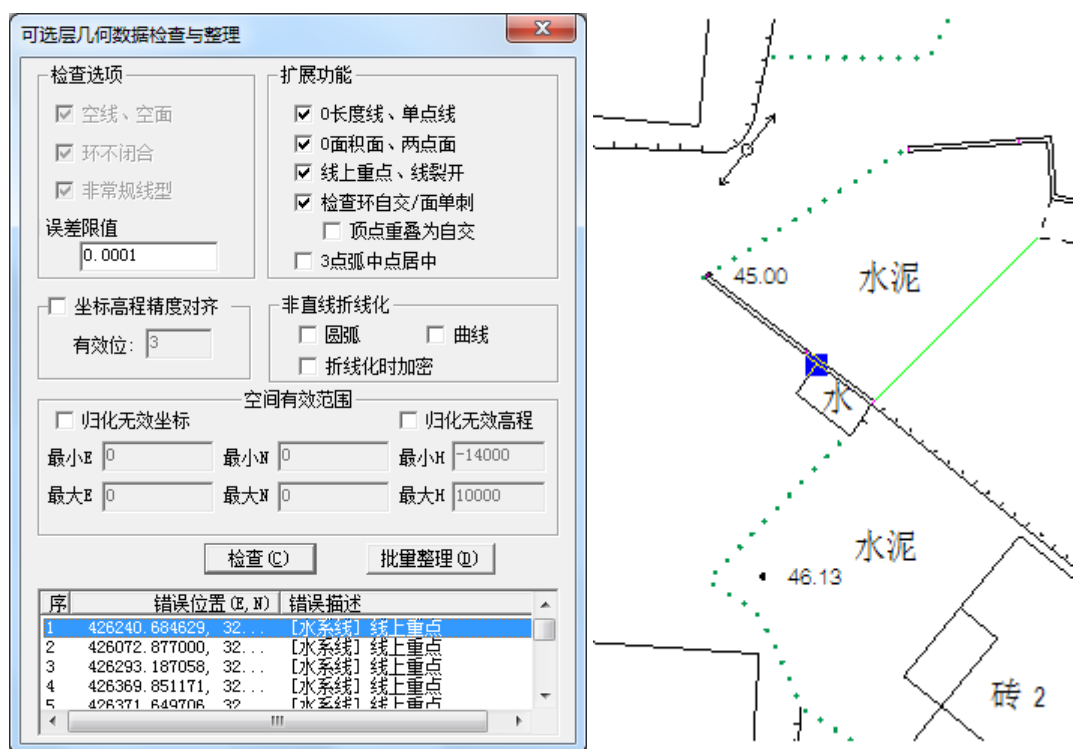 可选层几何数据检查与整理
检查选项
空线、空面
环不闭合
非常规线型
误差限值
0.0001
扩展功能
0长度线、单点线
0面积面、两点面
线上重点、线裂开
检查环自交/面单刺
顶点重叠为自交
3点弧中点居中
坐标高程精度对齐
有效位: 3
非直线折线化
圆弧 曲线
折线化时加密
空间有效范围
归化无效坐标 归化无效高程
最小E 0 最小N 0 最小H -14000
最大E 0 最大N 0 最大H 10000
检查(C) 批量整理(D)
序 错误位置(E,N) 错误描述
1 426240.684629, 32... [水系线] 线上重点
2 426072.877000, 32... [水系线] 线上重点
3 426293.187058, 32... [水系线] 线上重点
4 426369.851171, 32... [水系线] 线上重点
5 426371.649706, 32... [水系线] 线上重点
45.00 水泥
水
水泥
46.13
砖 2